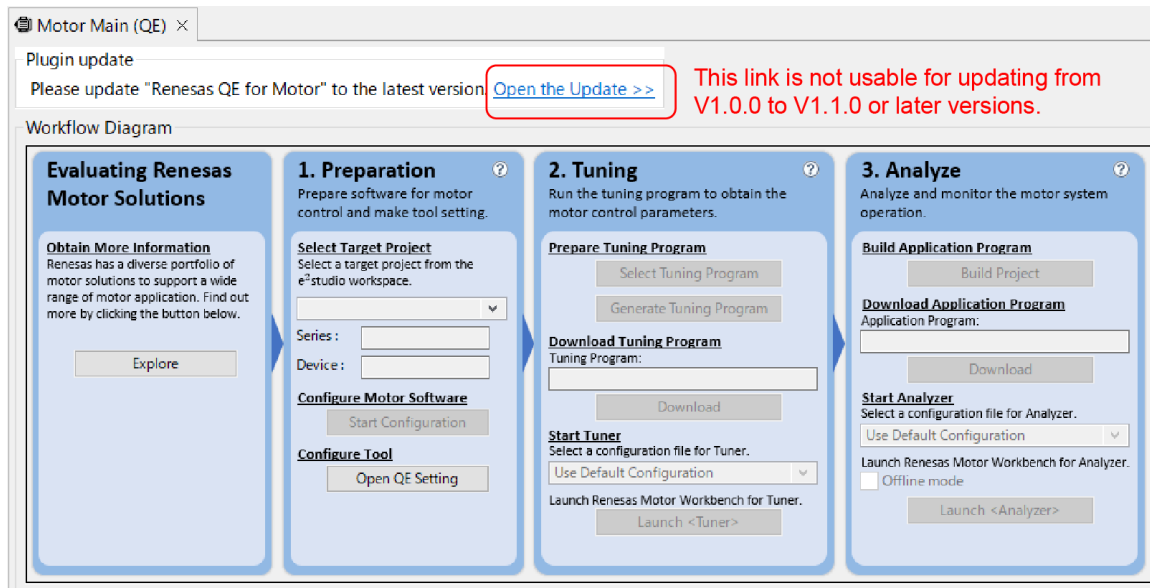 Motor Main (QE)
Plugin update
Please update "Renesas QE for Motor" to the latest version. Open the Update >>
This link is not usable for updating from
V1.0.0 to V1.1.0 or later versions.
Workflow Diagram
Evaluating Renesas
Motor Solutions
Obtain More Information
Renesas has a diverse portfolio of
motor solutions to support a wide
range of motor application. Find out
more by clicking the button below.
Explore
1. Preparation
?
Prepare software for motor
control and make tool setting.
Select Target Project
Select a target project from the
e² studio workspace.
Series :
Device :
Configure Motor Software
Start Configuration
Configure Tool
Open QE Setting
2. Tuning
?
Run the tuning program to obtain the
motor control parameters.
Prepare Tuning Program
Select Tuning Program
Generate Tuning Program
Download Tuning Program
Tuning Program:
Download
Start Tuner
Select a configuration file for Tuner.
Use Default Configuration
Launch Renesas Motor Workbench for Tuner.
Launch <Tuner>
3. Analyze
?
Analyze and monitor the motor system
operation.
Build Application Program
Build Project
Download Application Program
Application Program:
Download
Start Analyzer
Select a configuration file for Analyzer.
Use Default Configuration
Launch Renesas Motor Workbench for Analyzer.
Offline mode
Launch <Analyzer>